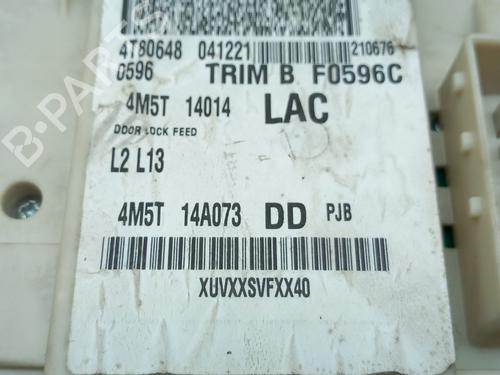 4T80648 041221 210676
0596 TRIM B F0596C
4M5T 14014 LAC
DOOR LOCK FEED
L2 L13
4M5T 14A073 DD PJB
XUVXXSVFXX40